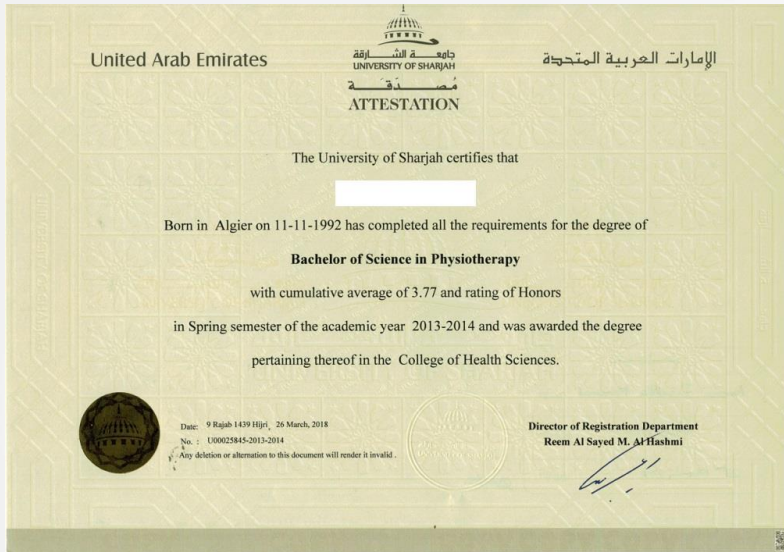 United Arab Emirates
جامعـــة الشـــــارقة
UNIVERSITY OF SHARJAH
الإمارات العربية المتحدة
مُصَـــدَّقَـــة
ATTESTATION
The University of Sharjah certifies that
Born in Algier on 11-11-1992 has completed all the requirements for the degree of
Bachelor of Science in Physiotherapy
with cumulative average of 3.77 and rating of Honors
in Spring semester of the academic year 2013-2014 and was awarded the degree
pertaining thereof in the College of Health Sciences.
Date: 9 Rajab 1439 Hijri, 26 March, 2018
No. : U00025845-2013-2014
Any deletion or alternation to this document will render it invalid .
Director of Registration Department
Reem Al Sayed M. Al Hashmi